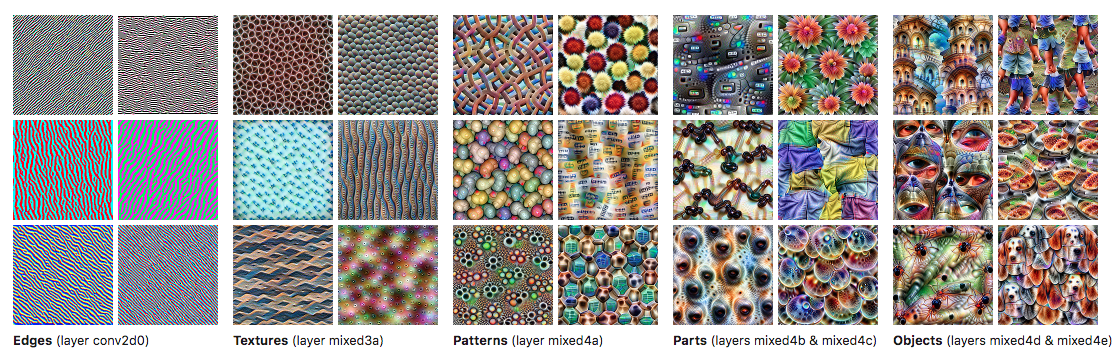 Edges (layer conv2d0)
Textures (layer mixed3a)
Patterns (layer mixed4a)
Parts (layers mixed4b & mixed4c)
Objects (layers mixed4d & mixed4e)